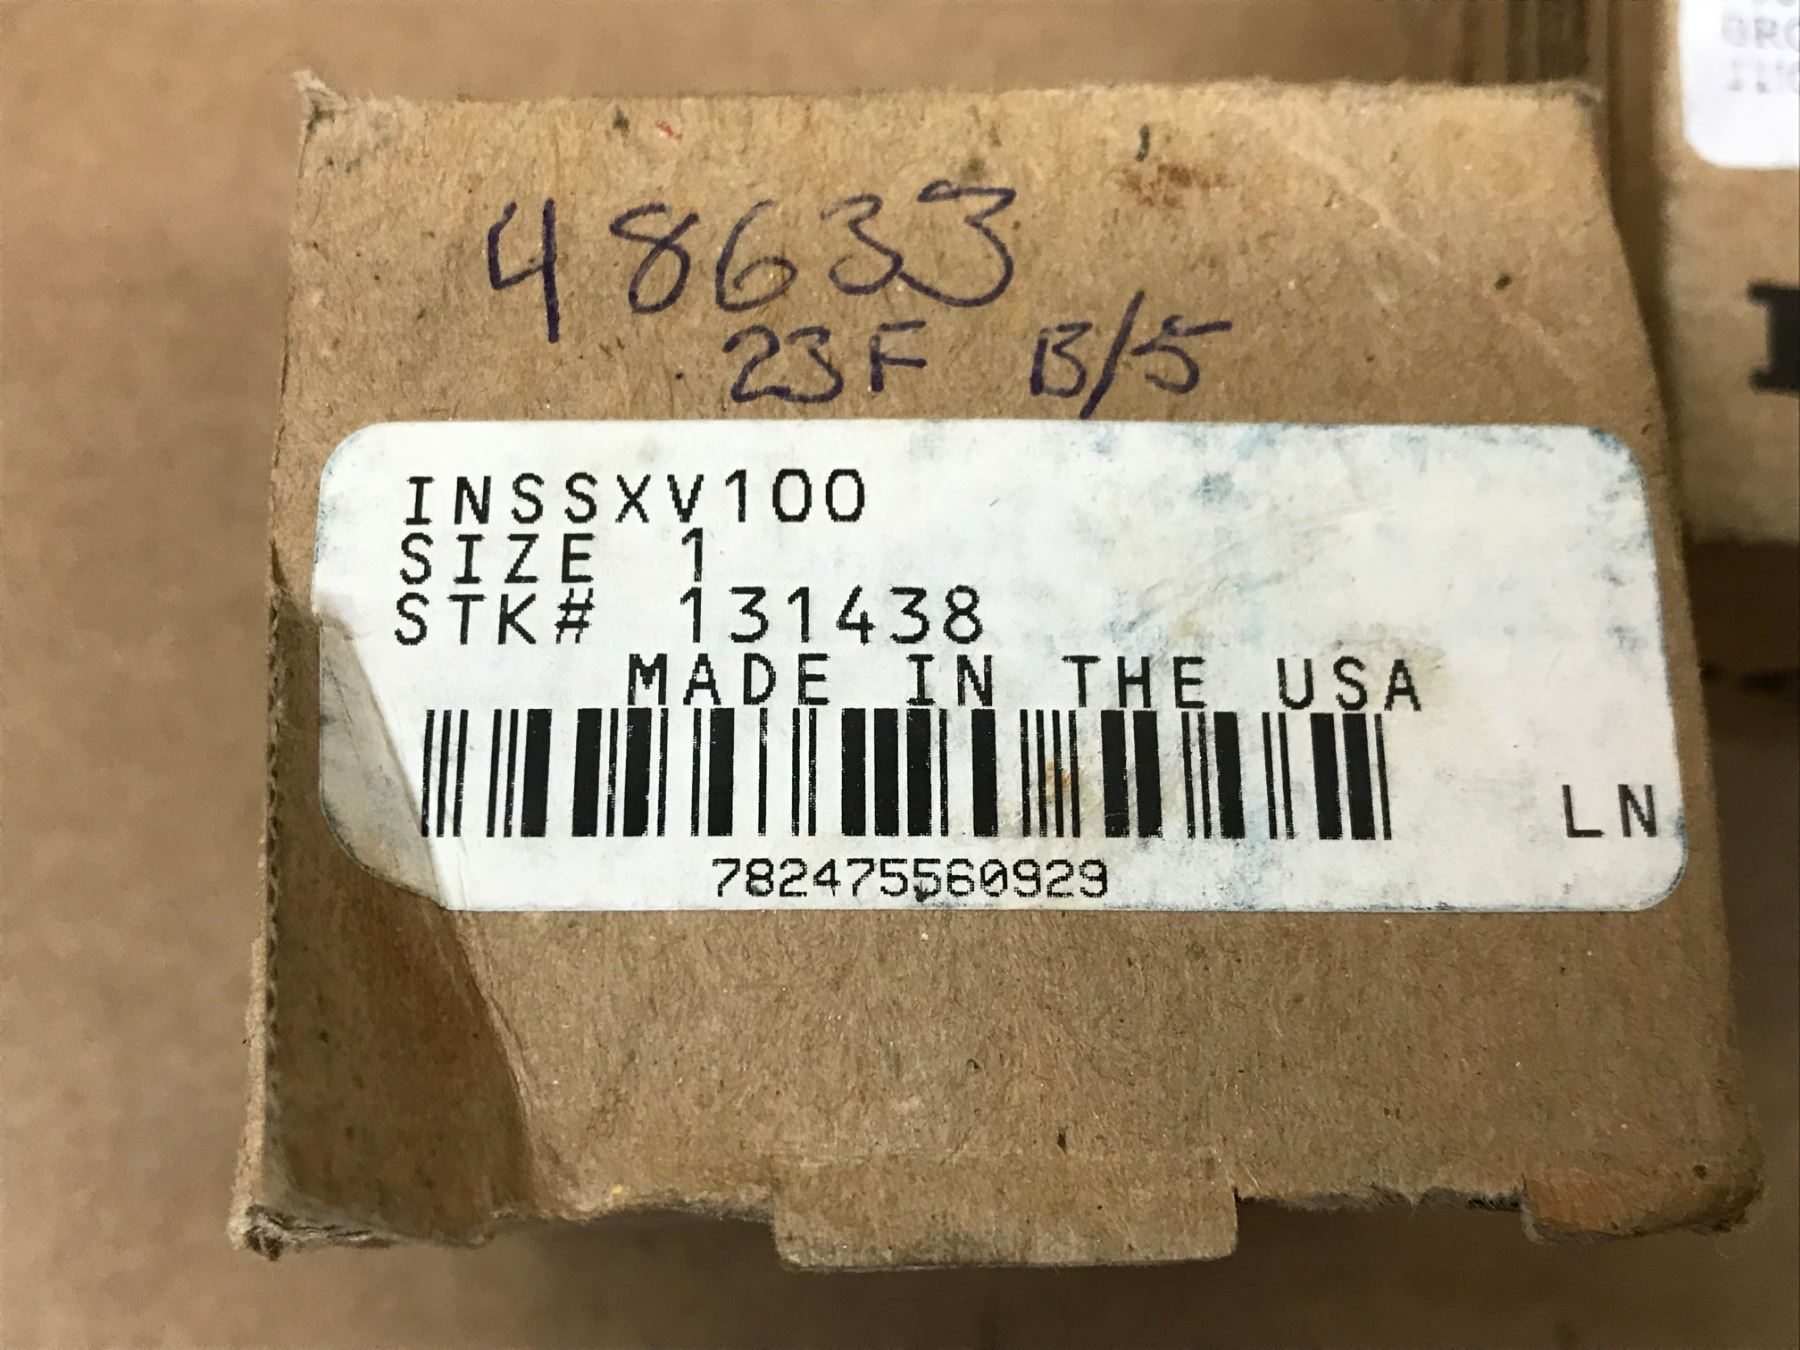 48633
23F B/5
INSSXV100
SIZE 1
STK# 131438
MADE IN THE USA
LN
782475560929